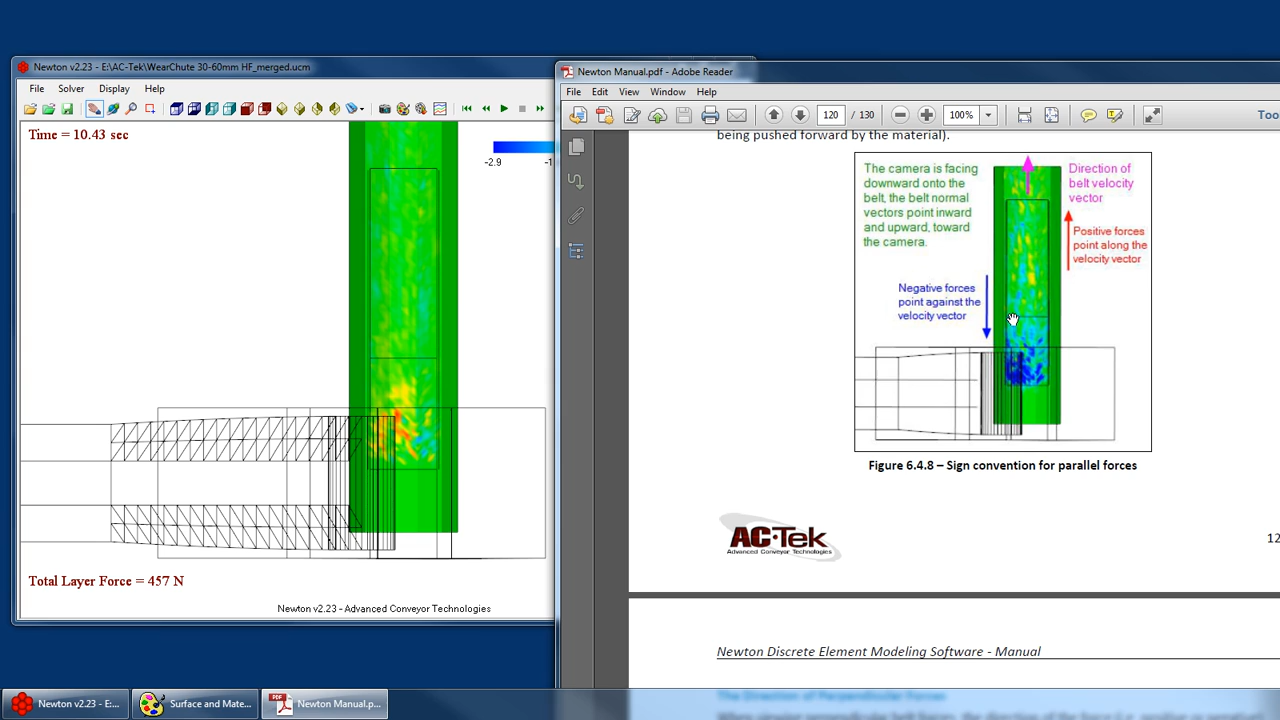 Newton v2.23 - E:\AC-Tek\WearChute 30-60mm HF_merged.ucm
File Solver Display Help
Time = 10.43 sec
-2.9
Total Layer Force = 457 N
Newton v2.23 - Advanced Conveyor Technologies
Newton Manual.pdf - Adobe Reader
File Edit View Window Help
120 / 130
100%
being pushed forward by the material).
The camera is facing
downward onto the
belt, the belt normal
vectors point inward
and upward, toward
the camera.
Direction of
belt velocity
vector
Positive forces
point along the
velocity vector
Negative forces
point against the
velocity vector
Figure 6.4.8 – Sign convention for parallel forces
AC-Tek
Advanced Conveyor Technologies
Newton Discrete Element Modeling Software - Manual
The Direction of Perpendicular Forces
Newton v2.23 - E:...
Surface and Mate...
PDF
Newton Manual.p...